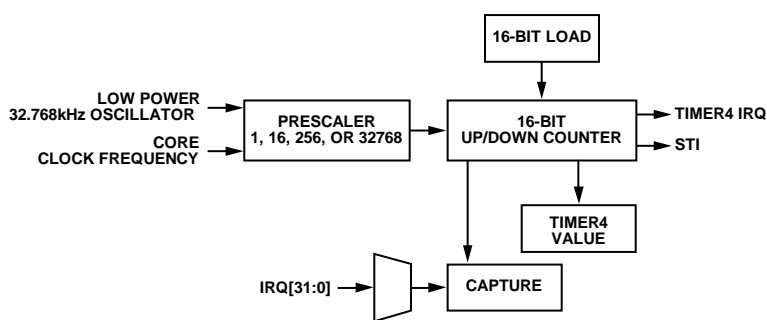 16-BIT LOAD
LOW POWER
32.768kHz OSCILLATOR
CORE
CLOCK FREQUENCY
PRESCALER
1, 16, 256, OR 32768
16-BIT
UP/DOWN COUNTER
TIMER4 IRQ
STI
TIMER4
VALUE
IRQ[31:0]
CAPTURE